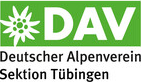 DAV
Deutscher Alpenverein
Sektion Tübingen